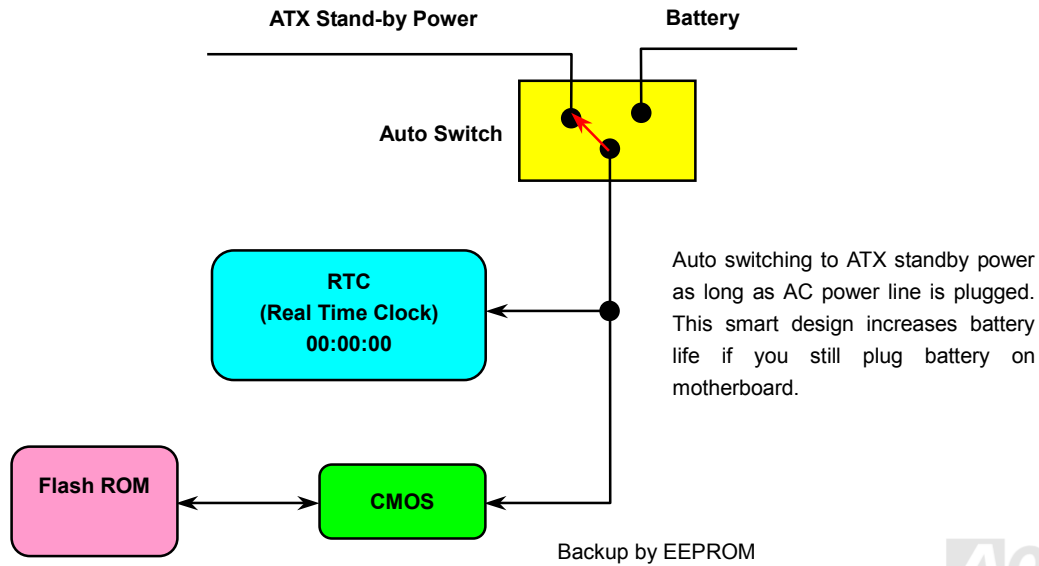 ATX Stand-by Power
Battery
Auto Switch
RTC
(Real Time Clock)
00:00:00
Auto switching to ATX standby power
as long as AC power line is plugged.
This smart design increases battery
life if you still plug battery on
motherboard.
Flash ROM
CMOS
Backup by EEPROM